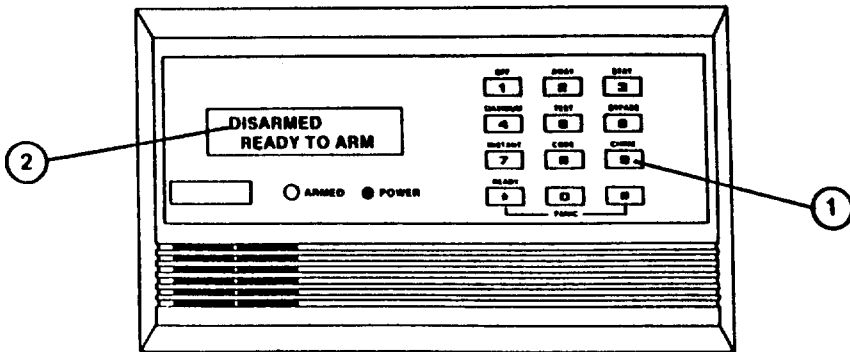 OFF AWAY STAY
1 2 3
MAXIMUM TEST BYPASS
4 5 6
DISARMED
READY TO ARM
INSTANT CODE CHIME
7 8 9
2
1
READY
* 0 #
ARMED POWER
PANIC